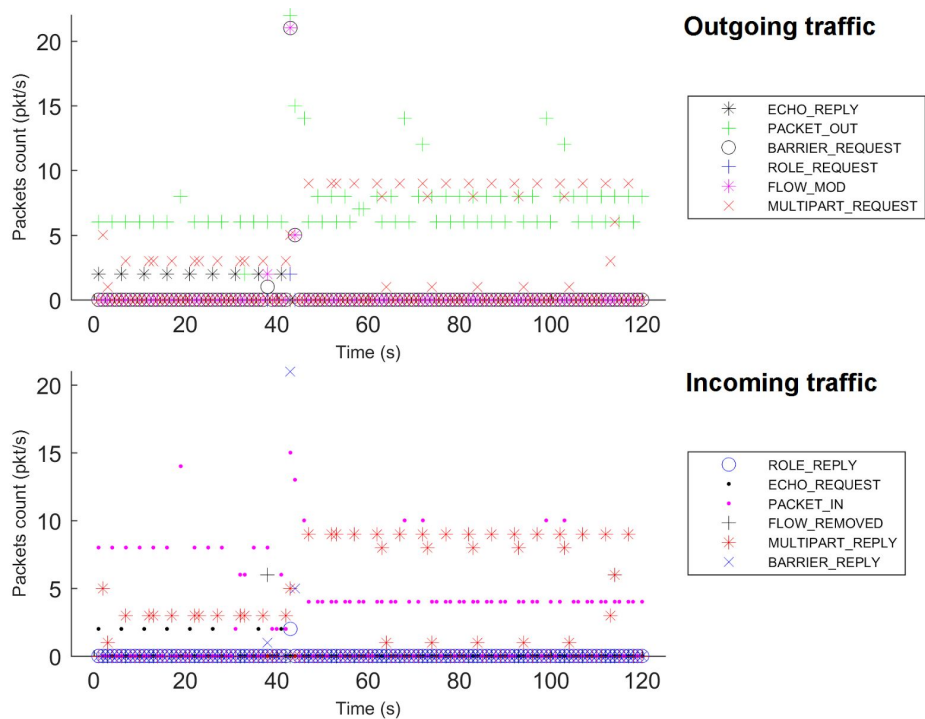 Outgoing traffic
20
15
10
5
0
Packets count (pkt/s)
0 20 40 60 80 100 120
Time (s)
ECHO_REPLY
PACKET_OUT
BARRIER_REQUEST
ROLE_REQUEST
FLOW_MOD
MULTIPART_REQUEST
Incoming traffic
20
15
10
5
0
Packets count (pkt/s)
0 20 40 60 80 100 120
Time (s)
ROLE_REPLY
ECHO_REQUEST
PACKET_IN
FLOW_REMOVED
MULTIPART_REPLY
BARRIER_REPLY